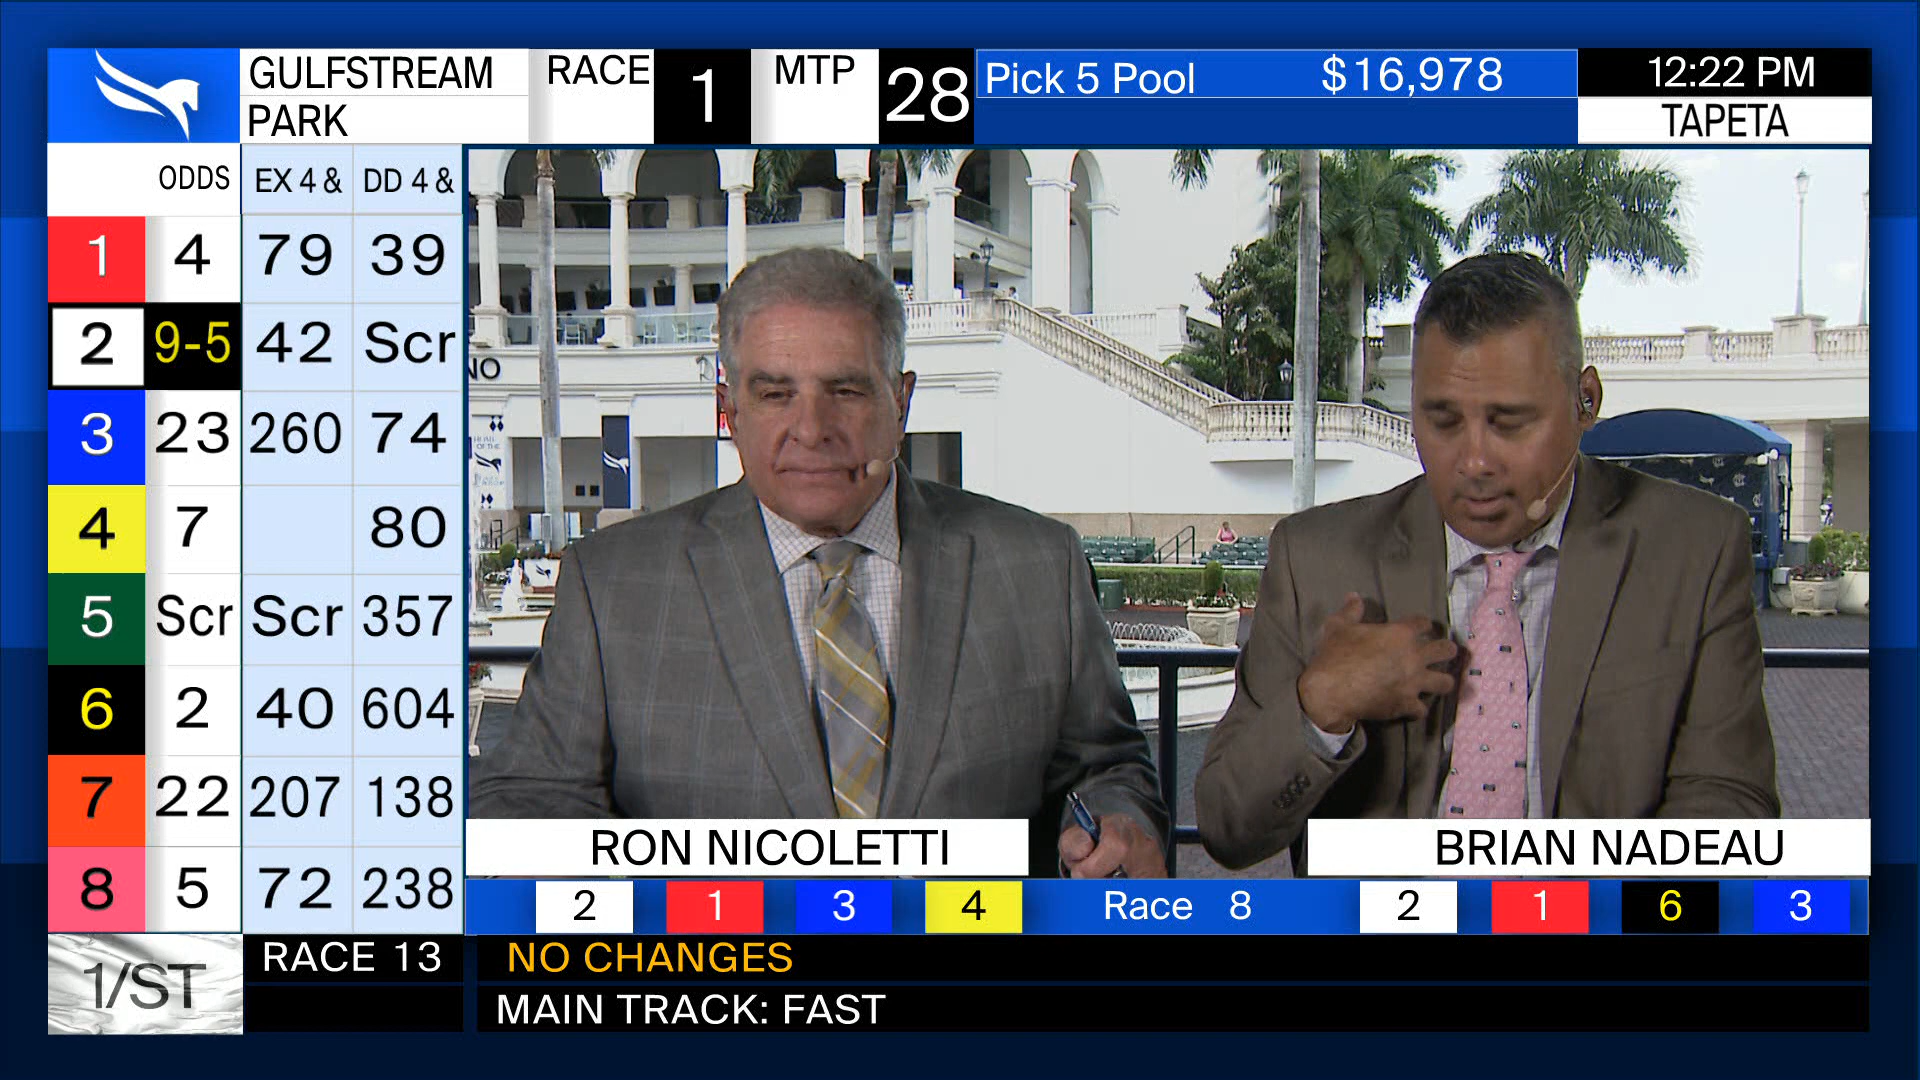 GULFSTREAM PARK RACE 1 MTP 28 Pick 5 Pool $16,978 12:22 PM
TAPETA
ODDS EX 4 & DD 4 &
1 4 79 39
2 9-5 42 Scr
3 23 260 74
4 7 80
5 Scr Scr 357
6 2 40 604
7 22 207 138
8 5 72 238
NO
RON NICOLETTI BRIAN NADEAU
2 1 3 4 Race 8 2 1 6 3
1/ST RACE 13 NO CHANGES
MAIN TRACK: FAST